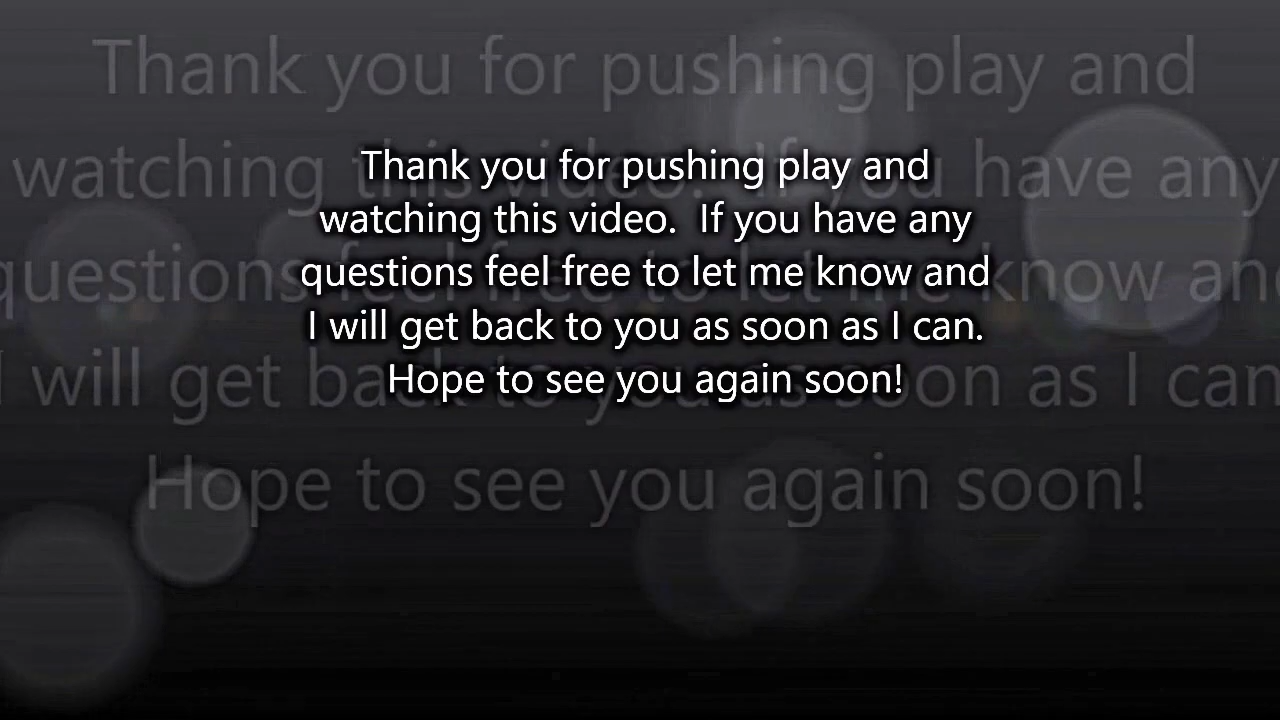 Thank you for pushing play and
watching this video.  If you have any
questions feel free to let me know and
I will get back to you as soon as I can.
Hope to see you again soon!